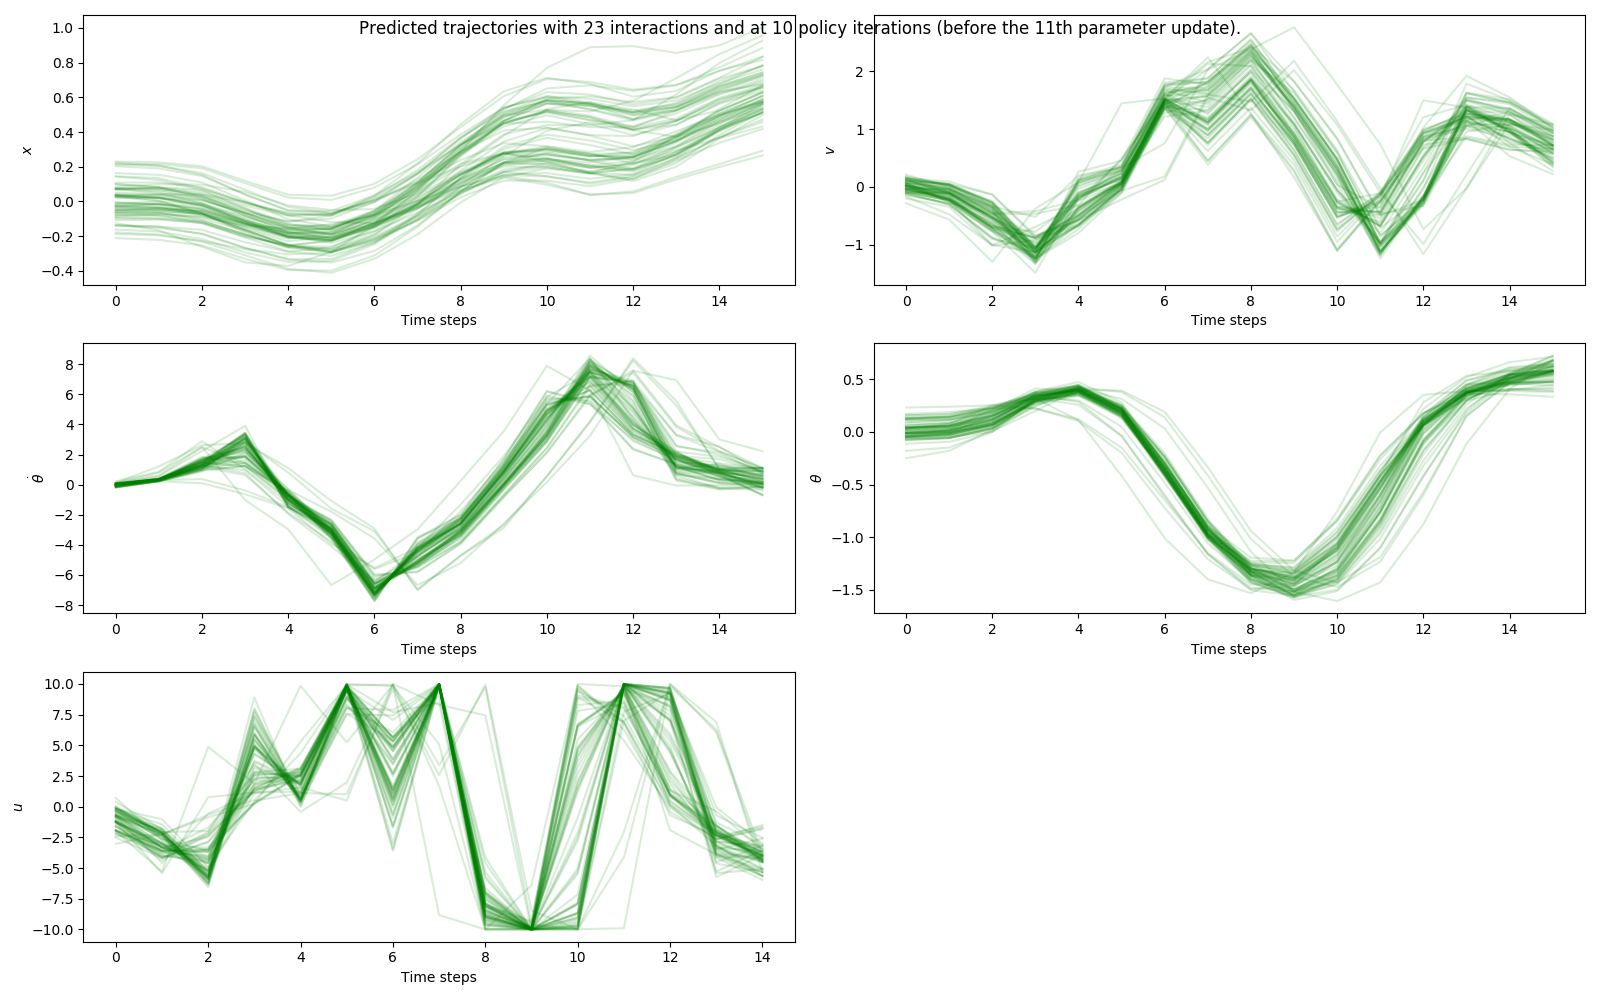 Predicted trajectories with 23 interactions and at 10 policy iterations (before the 11th parameter update).
1.0
0.8
0.6
0.4
0.2
0.0
−0.2
−0.4
x
0 2 4 6 8 10 12 14
Time steps
2
1
0
−1
v
0 2 4 6 8 10 12 14
Time steps
8
6
4
2
0
−2
−4
−6
−8
θ̇
0 2 4 6 8 10 12 14
Time steps
0.5
0.0
−0.5
−1.0
−1.5
θ
0 2 4 6 8 10 12 14
Time steps
10.0
7.5
5.0
2.5
0.0
−2.5
−5.0
−7.5
−10.0
u
0 2 4 6 8 10 12 14
Time steps